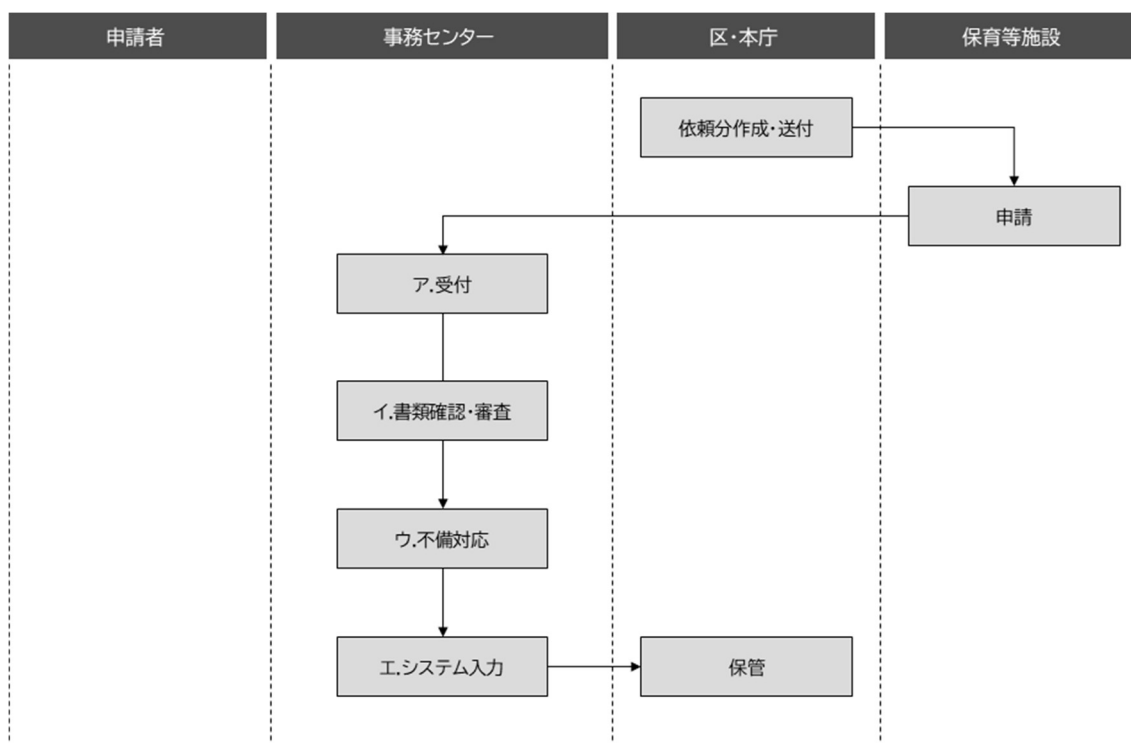 申請者
事務センター
区・本庁
保育等施設
依頼分作成・送付
申請
ア.受付
イ.書類確認・審査
ウ.不備対応
エ.システム入力
保管